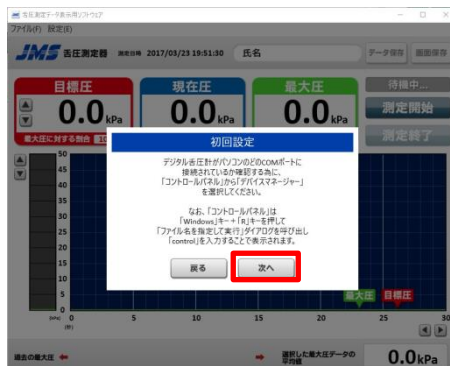 舌圧測定データ表示用ソフトウェア
ファイル(F) 設定(E)
JMS 舌圧測定器 測定日時 2017/03/23 19:51:30 氏名
データ保存 画面保存
目標圧 現在圧 最大圧 待機中...
0.0kPa 0.0kPa 0.0kPa 測定開始
最大圧に対する割合 測定終了
初回設定
デジタル舌圧計がパソコンのどのCOMポートに
接続されているか確認する為に、
「コントロールパネル」から「デバイスマネージャー」
を選択してください。
なお、「コントロールパネル」は
「Windows」キー+「R」キーを押して
「ファイル名を指定して実行」ダイアログを呼び出し
「control」を入力することで表示されます。
戻る 次へ
50
45
40
35
30
25
20
15
10
5
0
最大圧 目標圧
(kPa) 0 5 10 15 20 25 30
(秒)
過去の最大圧 選択した最大圧データの
平均値 0.0kPa